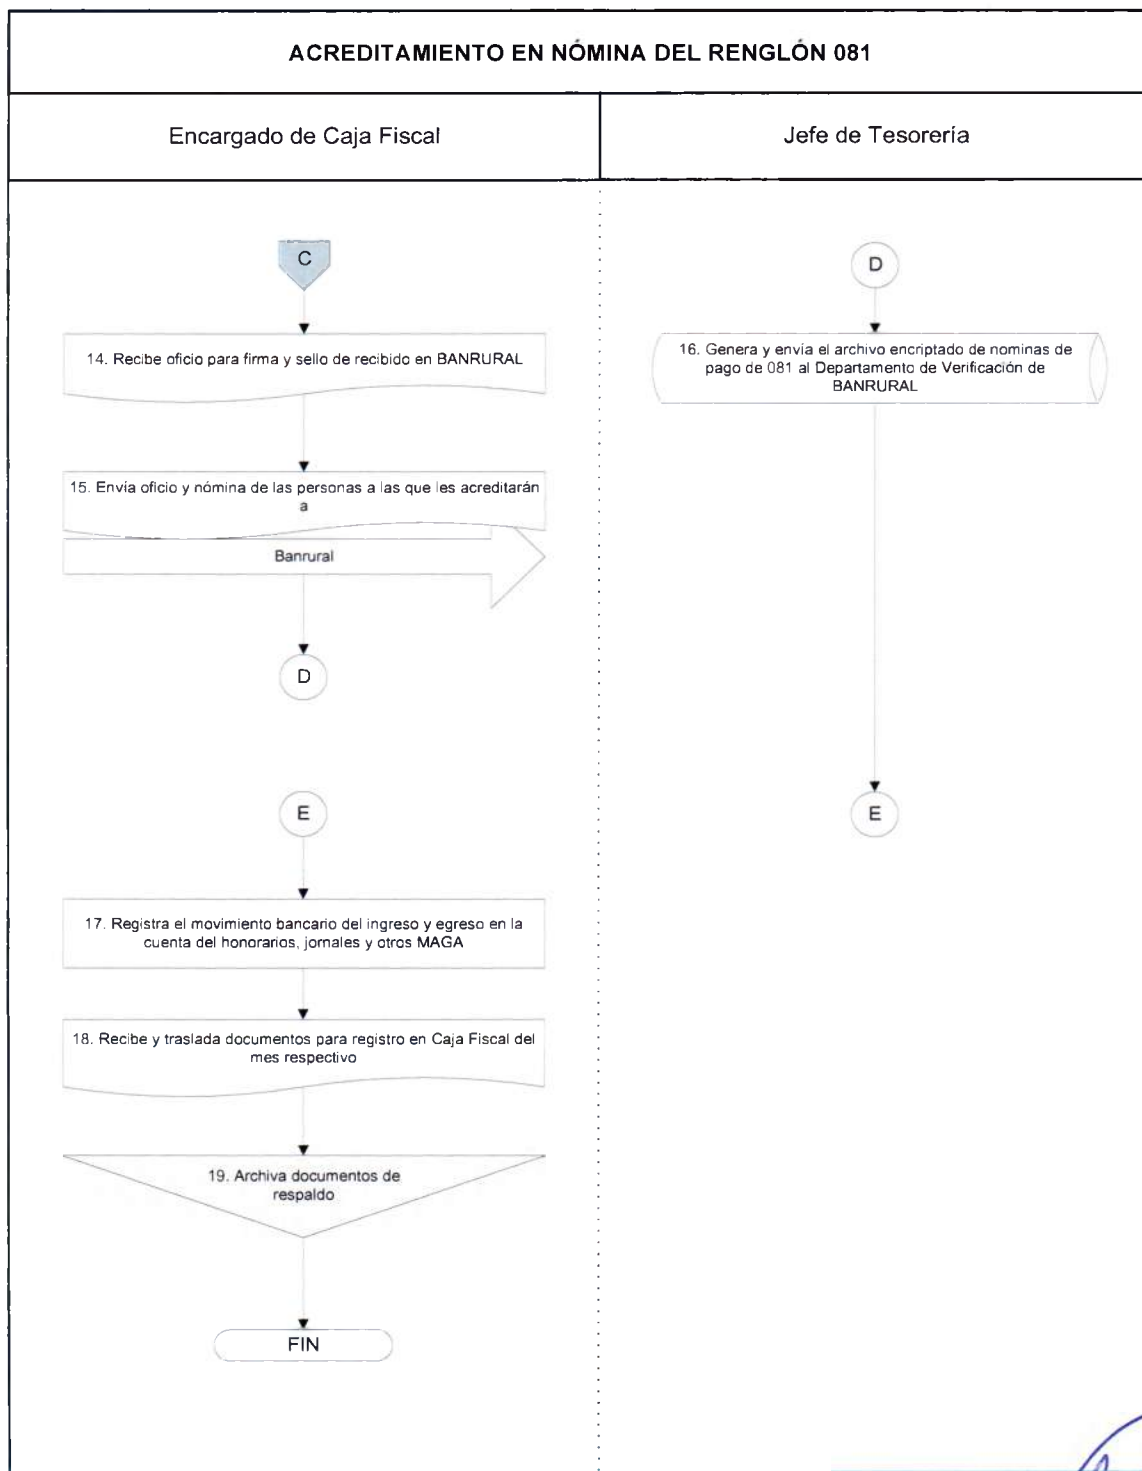 ACREDITAMIENTO EN NÓMINA DEL RENGLÓN 081
Encargado de Caja Fiscal
Jefe de Tesorería
C
14. Recibe oficio para firma y sello de recibido en BANRURAL
15. Envía oficio y nómina de las personas a las que les acreditarán
a
Banrural
D
E
17. Registra el movimiento bancario del ingreso y egreso en la
cuenta del honorarios, jornales y otros MAGA
18. Recibe y traslada documentos para registro en Caja Fiscal del
mes respectivo
19. Archiva documentos de
respaldo
FIN
D
16. Genera y envía el archivo encriptado de nominas de
pago de 081 al Departamento de Verificación de
BANRURAL
E